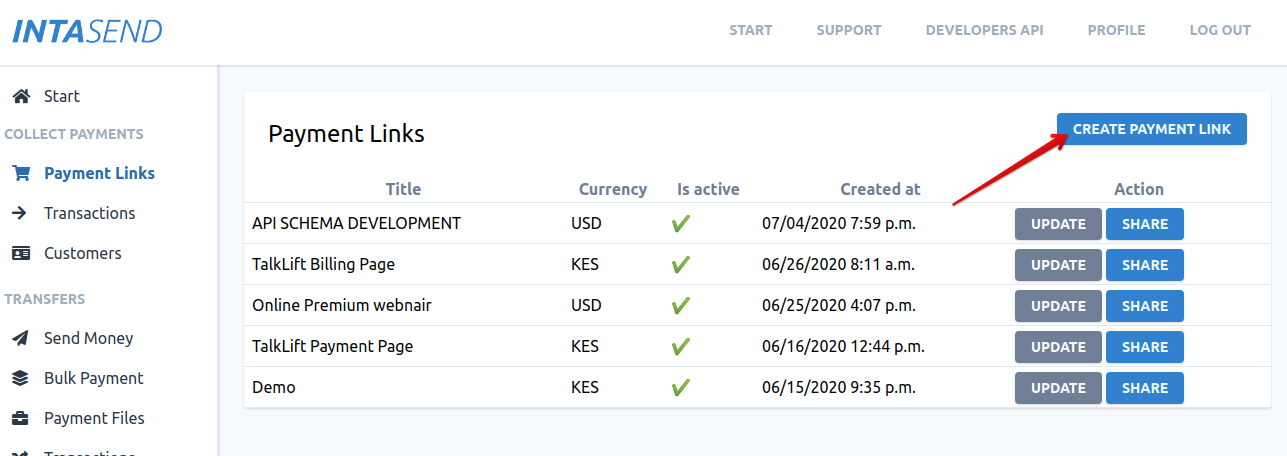 INTASEND
START SUPPORT DEVELOPERS API PROFILE LOG OUT
Start
COLLECT PAYMENTS
Payment Links
Transactions
Customers
TRANSFERS
Send Money
Bulk Payment
Payment Files
Transactions
Payment Links
CREATE PAYMENT LINK
Title Currency Is active Created at Action
API SCHEMA DEVELOPMENT USD 07/04/2020 7:59 p.m. UPDATE SHARE
TalkLift Billing Page KES 06/26/2020 8:11 a.m. UPDATE SHARE
Online Premium webnair USD 06/25/2020 4:07 p.m. UPDATE SHARE
TalkLift Payment Page KES 06/16/2020 12:44 p.m. UPDATE SHARE
Demo KES 06/15/2020 9:35 p.m. UPDATE SHARE